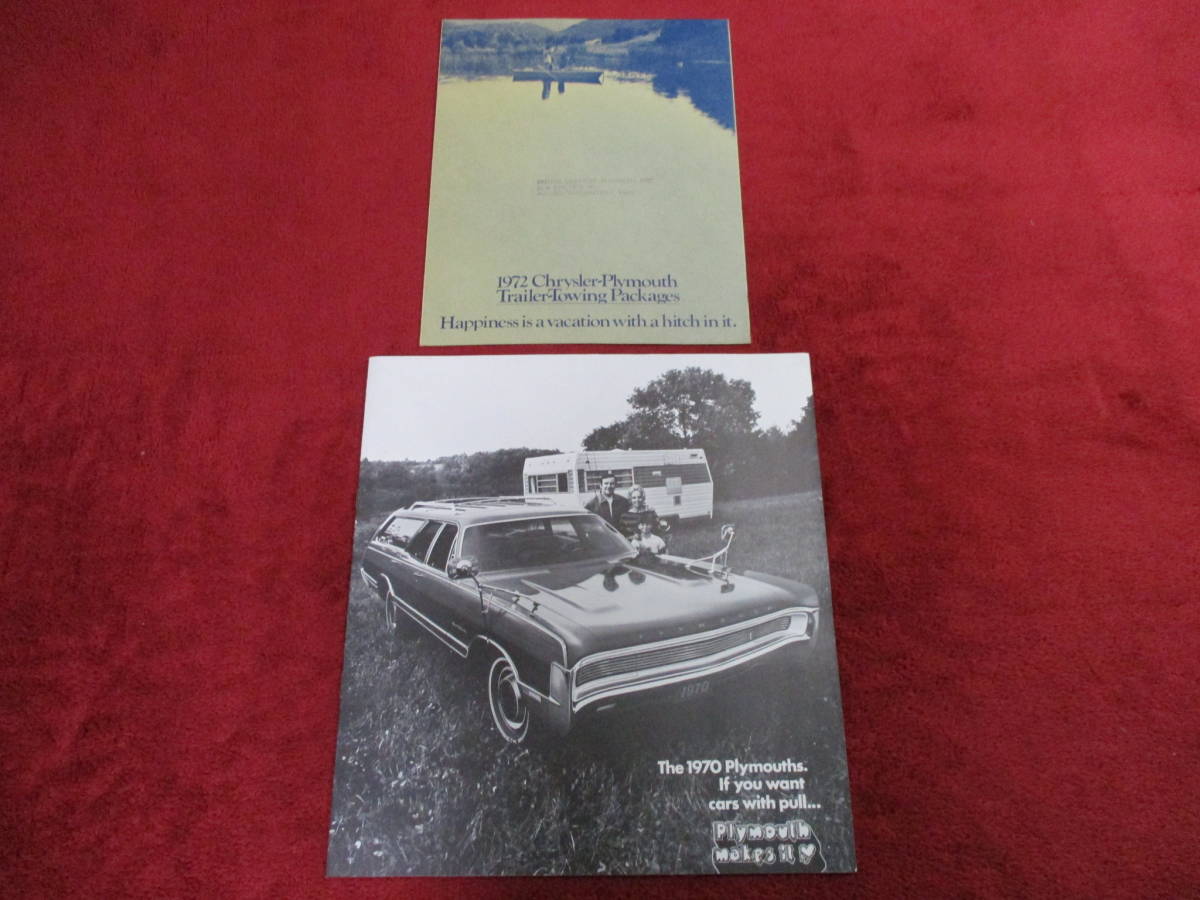 1972 Chrysler-Plymouth
Trailer-Towing Packages
Happiness is a vacation with a hitch in it.
PLYMOUTH
1970
The 1970 Plymouths.
If you want
cars with pull...
Plymouth
makes it